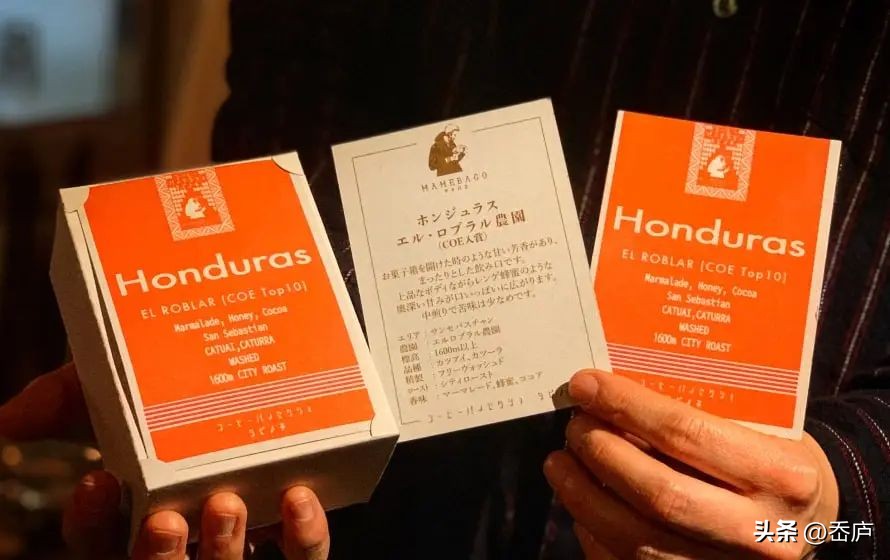 Honduras
EL ROBLAR (COE Top10)
Marmalade, Honey, Cocoa
San Sebastian
CATUAI,CATURRA
WASHED
1600m CITY ROAST
MAMEBACO
ホンジュラス
エル・ロブラル農園
(COE入賞)
お菓子箱を開けた時のような甘い芳香があり、
まったりとした飲み口です。
上品なボディながらレンゲ蜂蜜のような
奥深い甘みが口いっぱいに広がります。
中煎りで苦味は少なめです。
エリア：サンセバスチャン
農園：エルロブラル農園
標高：1600m以上
品種：カツアイ、カツーラ
精製：フリーウォッシュド
ロースト：シティロースト
香味：マーマレード、蜂蜜、ココア
Honduras
EL ROBLAR (COE Top10)
Marmalade, Honey, Cocoa
San Sebastian
CATUAI,CATURRA
WASHED
1600m CITY ROAST
头条 @岙庐